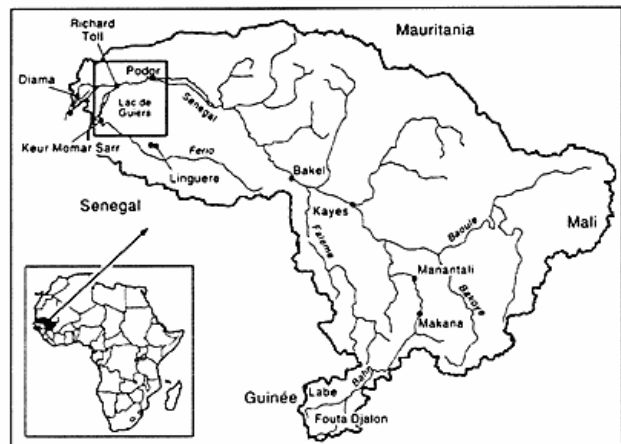 Richard
Toll
Mauritania
Diama
Podor
Senegal
Lac de
Guiers
Keur Momar Sarr
Ferlo
Linguere
Bakel
Senegal
Kayes
Baoule
Mali
Faleme
Manantali
Bakoye
Makana
Guinée
Labe
Bafin
Fouta Djalon